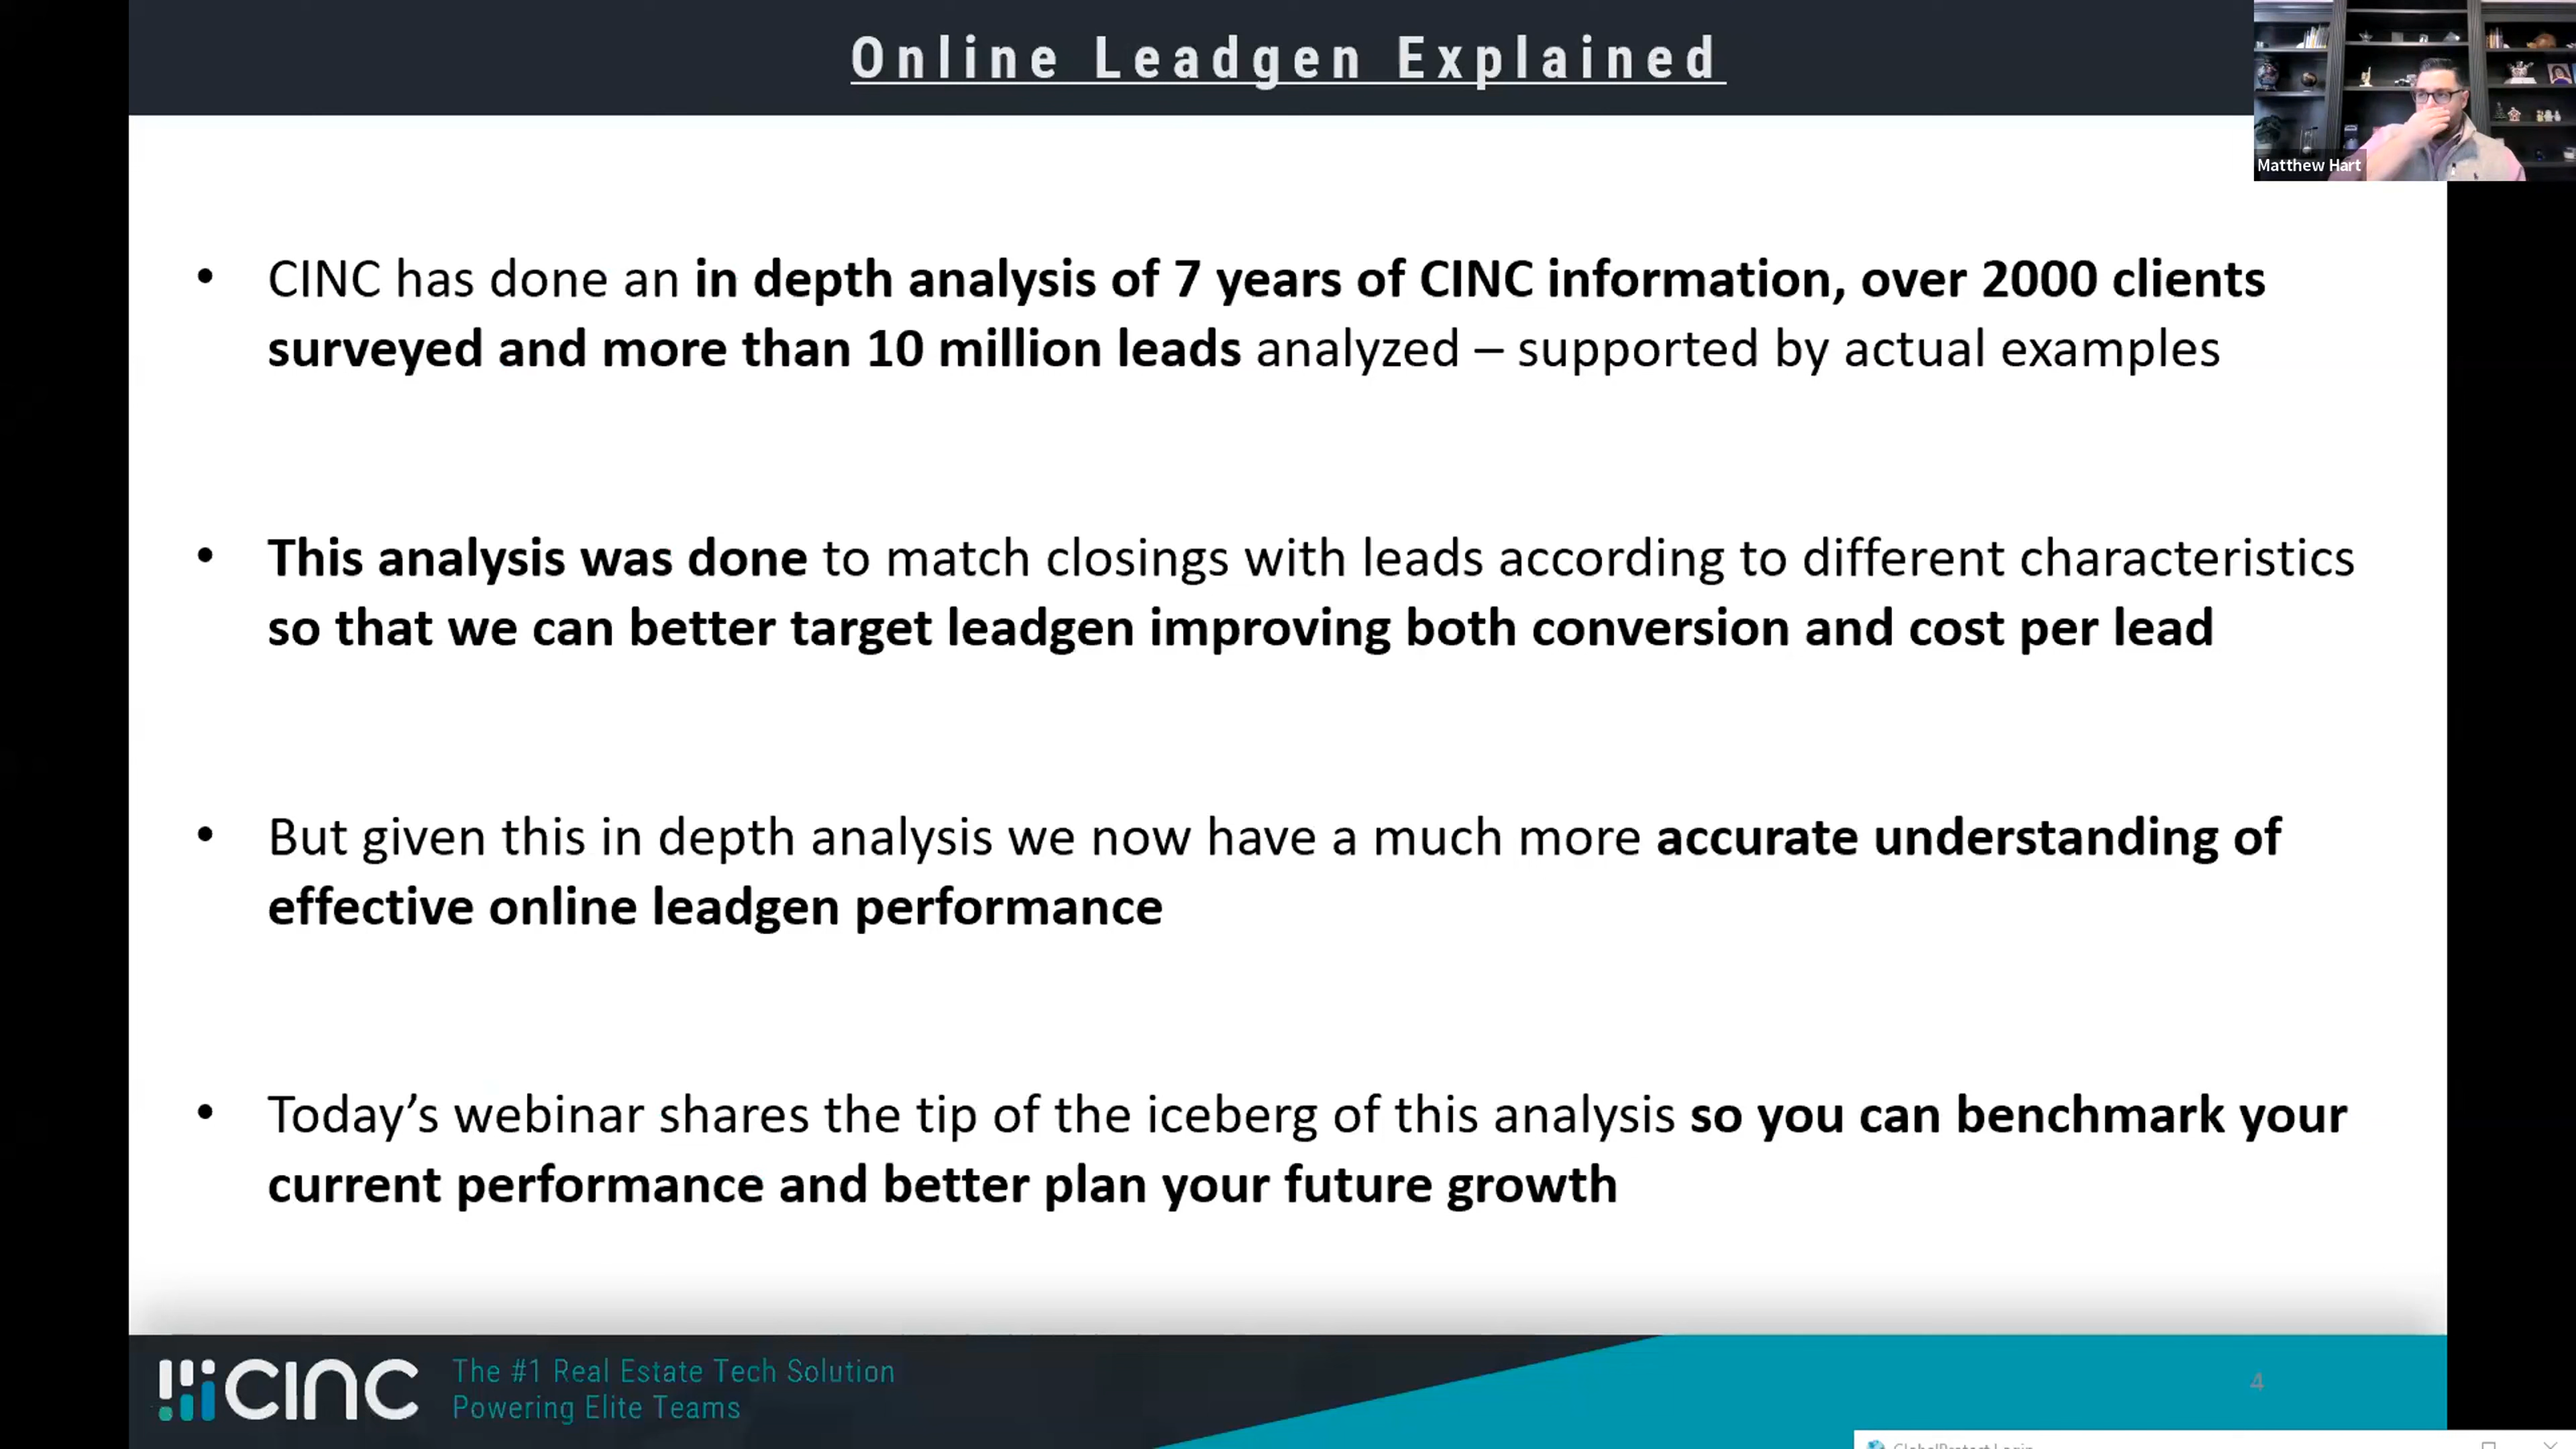 Online Leadgen Explained
Matthew Hart
• CINC has done an in depth analysis of 7 years of CINC information, over 2000 clients
surveyed and more than 10 million leads analyzed – supported by actual examples
• This analysis was done to match closings with leads according to different characteristics
so that we can better target leadgen improving both conversion and cost per lead
• But given this in depth analysis we now have a much more accurate understanding of
effective online leadgen performance
• Today’s webinar shares the tip of the iceberg of this analysis so you can benchmark your
current performance and better plan your future growth
CINC
The #1 Real Estate Tech Solution
Powering Elite Teams
4
GlobalProtect Login